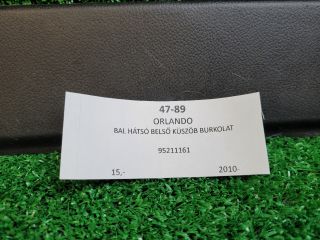 47-89
ORLANDO
BAL HÁTSÓ BELSŐ KÜSZÖB BURKOLAT
95211161
15,- 2010-